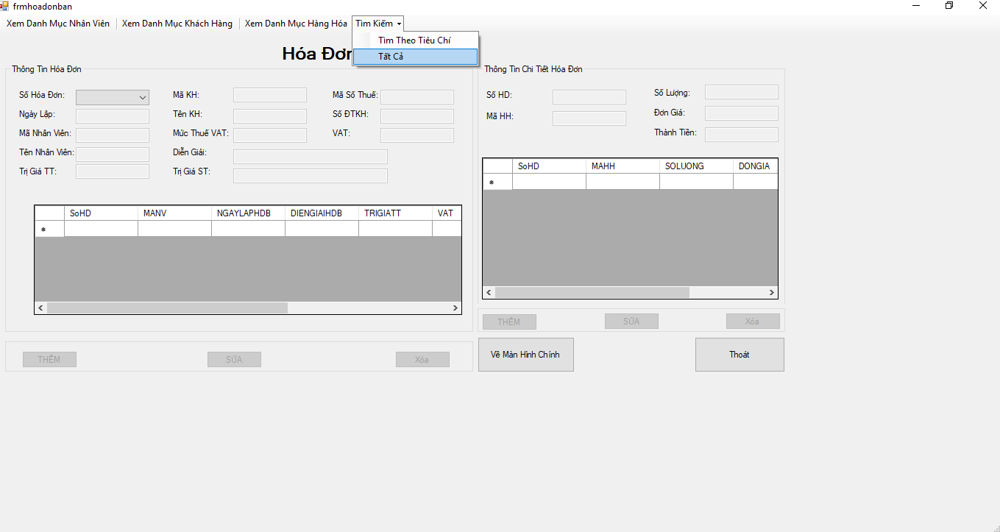 frmhoadonban
Xem Danh Mục Nhân Viên Xem Danh Mục Khách Hàng Xem Danh Mục Hàng Hóa Tìm Kiếm
Tìm Theo Tiêu Chí
Tất Cả
Hóa Đơn
Thông Tin Hóa Đơn
Số Hóa Đơn: Mã KH: Mã Số Thuế:
Ngày Lập: Tên KH: Số ĐTKH:
Mã Nhân Viên: Mức Thuế VAT: VAT:
Tên Nhân Viên: Diễn Giải:
Trị Giá TT: Trị Giá ST:
SoHD MANV NGAYLAPHDB DIENGIAIHDB TRIGIATT VAT
THÊM SỬA Xóa
Thông Tin Chi Tiết Hóa Đơn
Số HD: Số Lượng:
Mã HH: Đơn Giá:
Thành Tiền:
SoHD MAHH SOLUONG DONGIA
THÊM SỬA Xóa
Về Màn Hình Chính Thoát